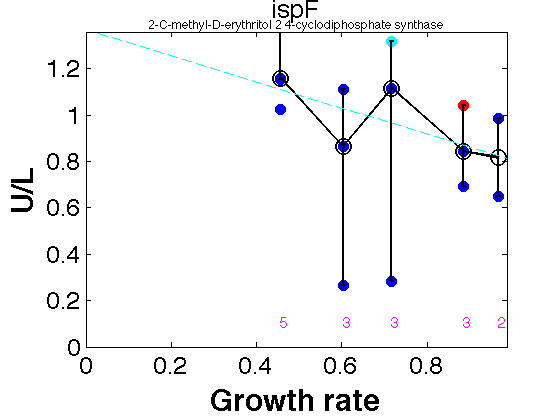 ispF
2-C-methyl-D-erythritol 2 4-cyclodiphosphate synthase
1.2
1
0.8
0.6
0.4
0.2
0
U/L
5 3 3 3 2
0 0.2 0.4 0.6 0.8
Growth rate